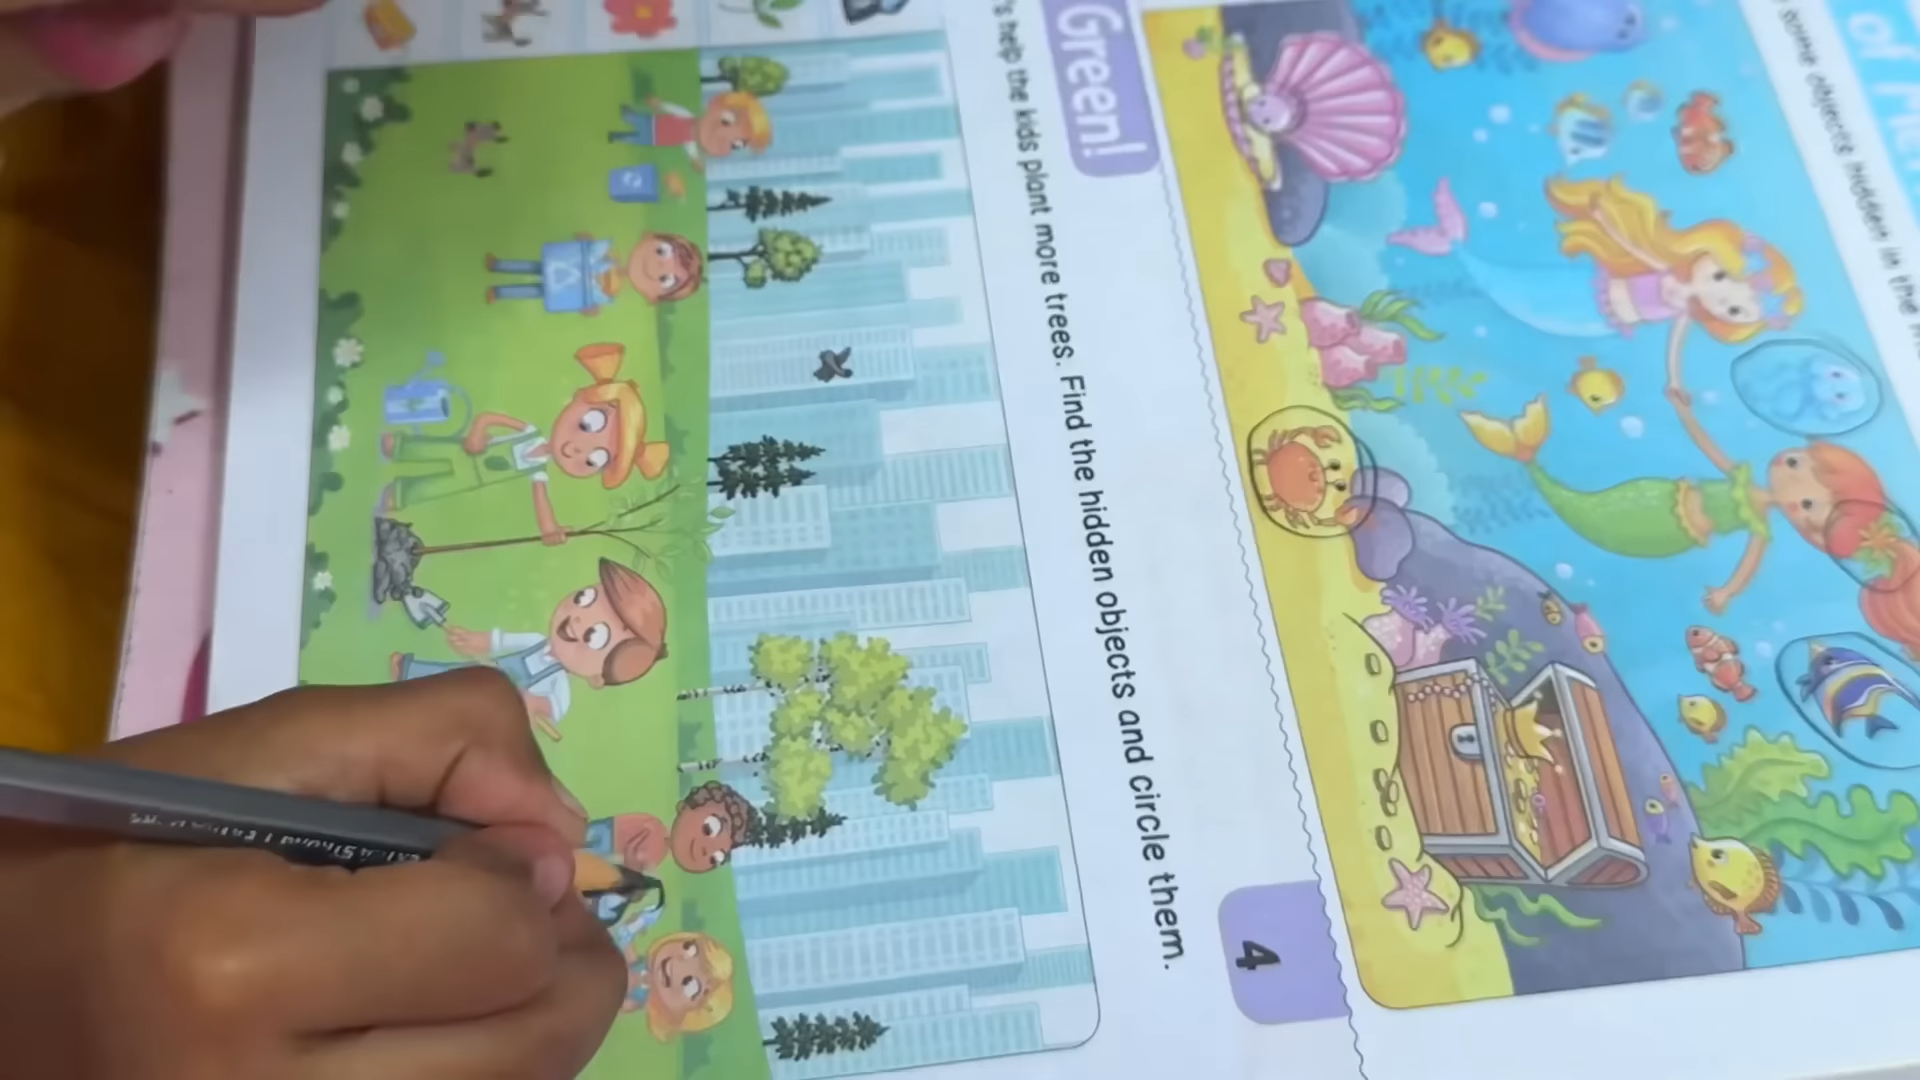 of
some objects hidden in the
Green!
's help the kids plant more trees. Find the hidden objects and circle them.
4